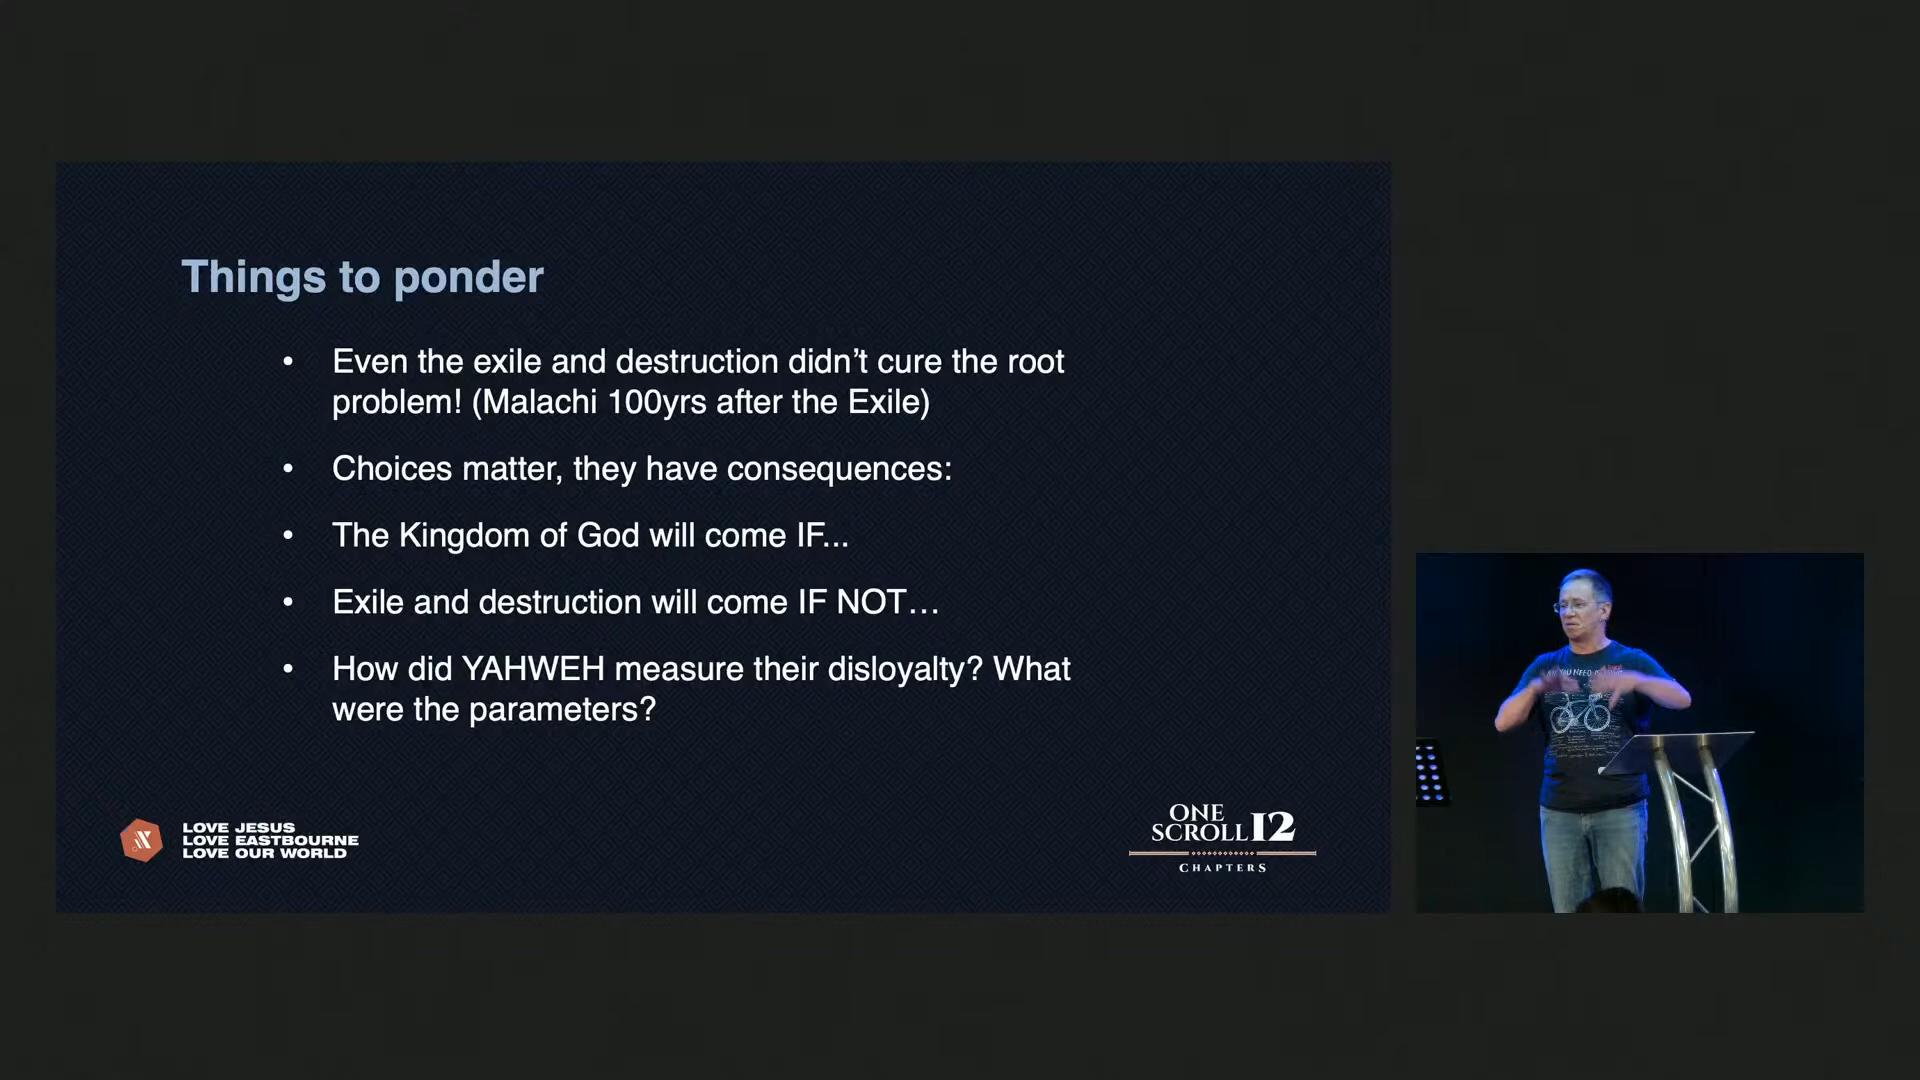 Things to ponder
• Even the exile and destruction didn’t cure the root
problem! (Malachi 100yrs after the Exile)
• Choices matter, they have consequences:
• The Kingdom of God will come IF...
• Exile and destruction will come IF NOT…
• How did YAHWEH measure their disloyalty? What
were the parameters?
LOVE JESUS
LOVE EASTBOURNE
LOVE OUR WORLD
ONE
SCROLL 12
CHAPTERS
YOU NEED